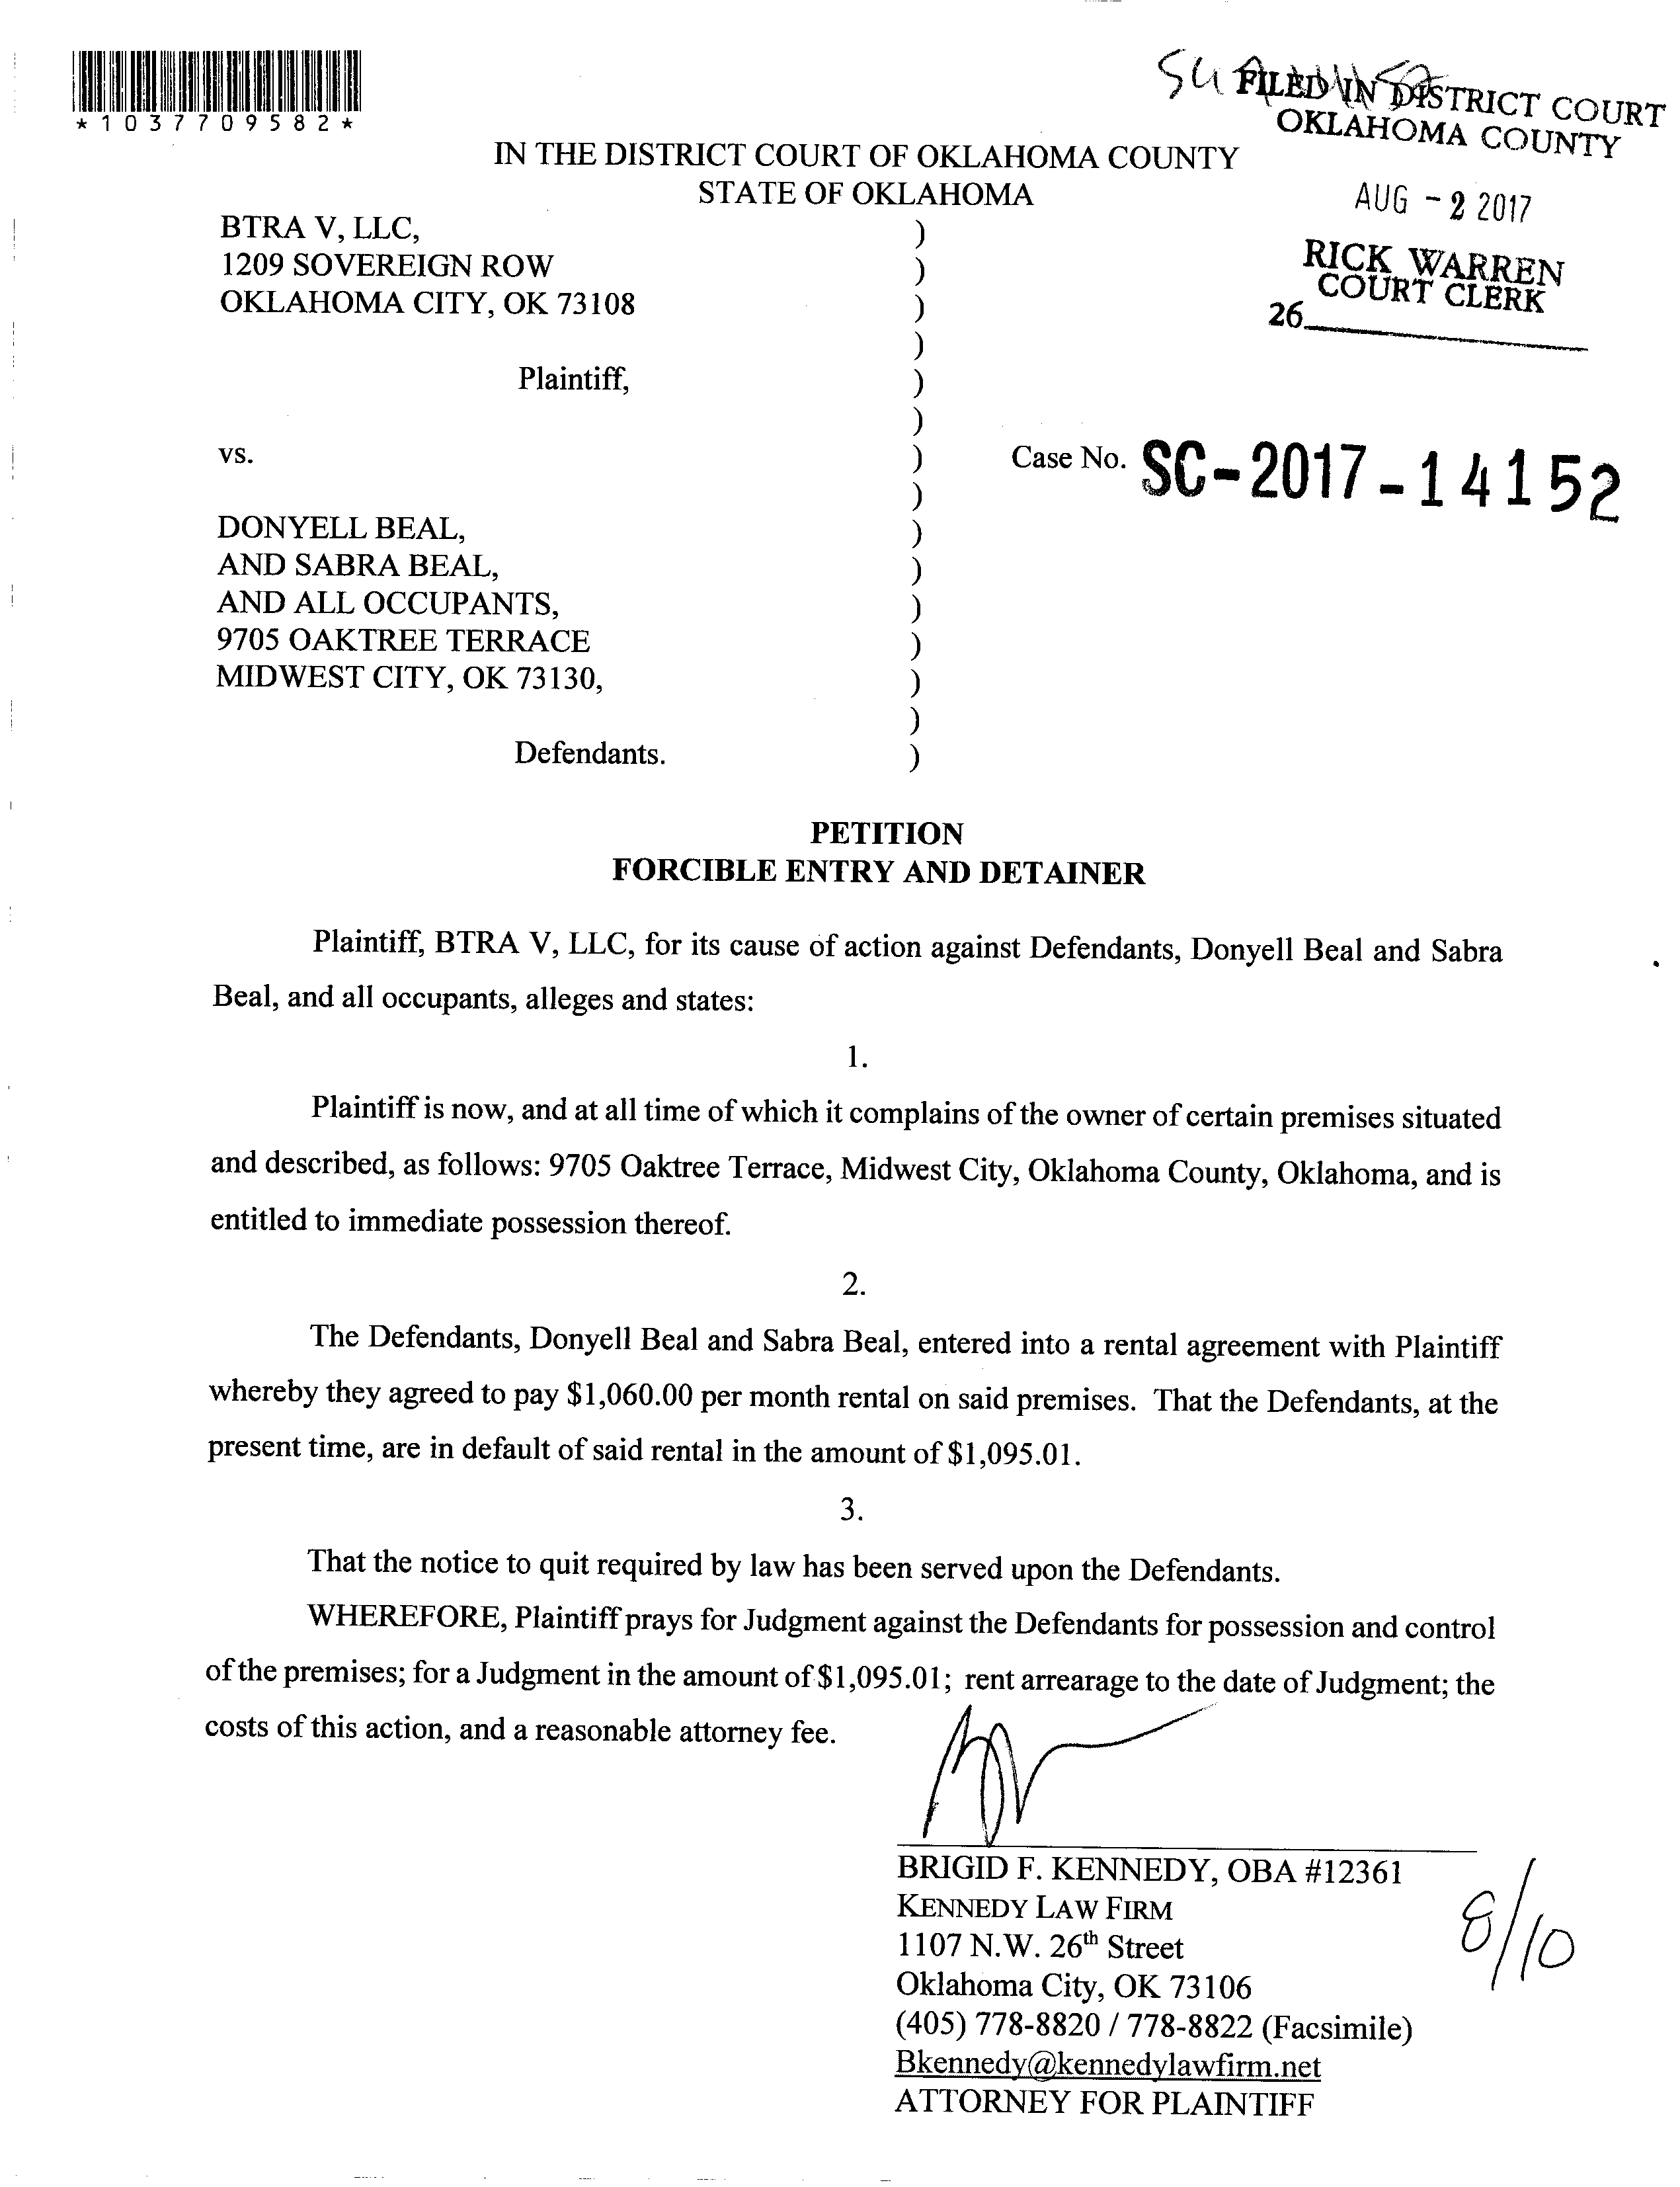 *1037709582*
FILED IN DISTRICT COURT
OKLAHOMA COUNTY
AUG - 2 2017
RICK WARREN
COURT CLERK
26
IN THE DISTRICT COURT OF OKLAHOMA COUNTY
STATE OF OKLAHOMA
BTRA V, LLC, )
1209 SOVEREIGN ROW )
OKLAHOMA CITY, OK 73108 )
)
Plaintiff, )
)
vs. ) Case No. SC-2017-14152
)
DONYELL BEAL, )
AND SABRA BEAL, )
AND ALL OCCUPANTS, )
9705 OAKTREE TERRACE )
MIDWEST CITY, OK 73130, )
)
Defendants. )
PETITION
FORCIBLE ENTRY AND DETAINER
Plaintiff, BTRA V, LLC, for its cause of action against Defendants, Donyell Beal and Sabra
Beal, and all occupants, alleges and states:
1.
Plaintiff is now, and at all time of which it complains of the owner of certain premises situated
and described, as follows: 9705 Oaktree Terrace, Midwest City, Oklahoma County, Oklahoma, and is
entitled to immediate possession thereof.
2.
The Defendants, Donyell Beal and Sabra Beal, entered into a rental agreement with Plaintiff
whereby they agreed to pay $1,060.00 per month rental on said premises. That the Defendants, at the
present time, are in default of said rental in the amount of $1,095.01.
3.
That the notice to quit required by law has been served upon the Defendants.
WHEREFORE, Plaintiff prays for Judgment against the Defendants for possession and control
of the premises; for a Judgment in the amount of $1,095.01; rent arrearage to the date of Judgment; the
costs of this action, and a reasonable attorney fee.
BRIGID F. KENNEDY, OBA #12361
KENNEDY LAW FIRM
1107 N.W. 26th Street
Oklahoma City, OK 73106
(405) 778-8820 / 778-8822 (Facsimile)
Bkennedy@kennedylawfirm.net
ATTORNEY FOR PLAINTIFF
8/10